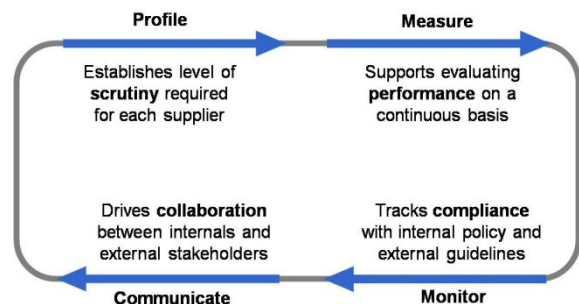 Profile
Establishes level of
scrutiny required
for each supplier
Measure
Supports evaluating
performance on a
continuous basis
Drives collaboration
between internals and
external stakeholders
Communicate
Tracks compliance
with internal policy and
external guidelines
Monitor